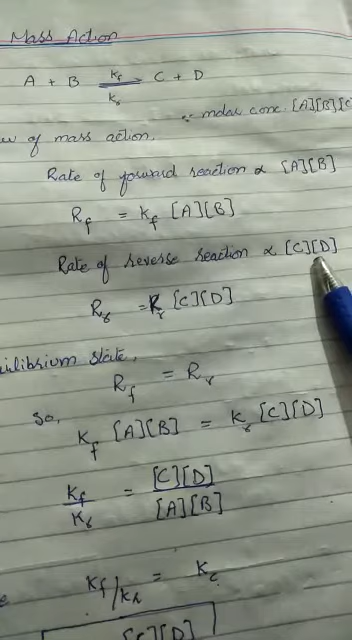 Mass Action
A + B ⇌ C + D
Kf
Kr
molar conc. [A][B][C
of mass action.
Rate of forward reaction ∝ [A][B]
Rf = Kf [A][B]
Rate of reverse reaction ∝ [C][D]
Rr = Kr [C][D]
uilibrium state,
Rf = Rr
so,
Kf [A][B] = Kr [C][D]
Kf/Kr = [C][D]/[A][B]
Kf/Kr = Kc
[C][D]